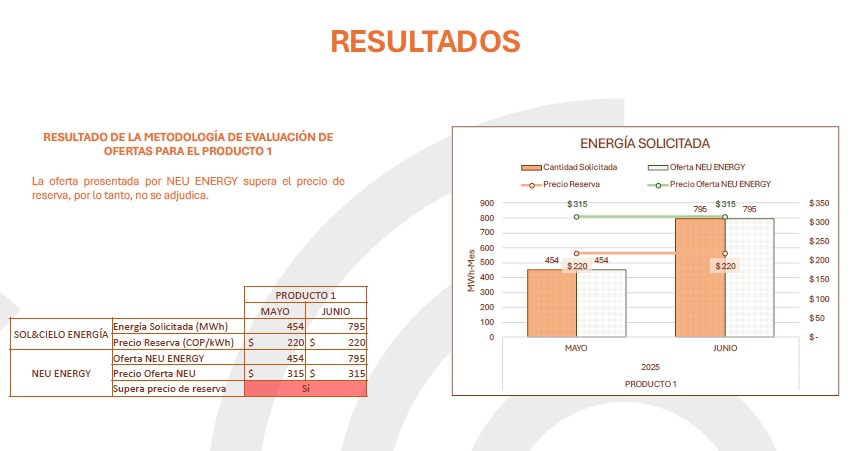 RESULTADOS
RESULTADO DE LA METODOLOGÍA DE EVALUACIÓN DE
OFERTAS PARA EL PRODUCTO 1
La oferta presentada por NEU ENERGY supera el precio de
reserva, por lo tanto, no se adjudica.
PRODUCTO 1
MAYO JUNIO
SOL&CIELO ENERGÍA
Energía Solicitada (MWh) 454 795
Precio Reserva (COP/kWh) $ 220 $ 220
NEU ENERGY
Oferta NEU ENERGY 454 795
Precio Oferta NEU $ 315 $ 315
Supera precio de reserva Sí
ENERGÍA SOLICITADA
Cantidad Solicitada Oferta NEU ENERGY
Precio Reserva Precio Oferta NEU ENERGY
MWh-Mes
900
800
700
600
500
400
300
200
100
0
$315 $315
795 795
454 454
$220 $220
$350
$300
$250
$200
$150
$100
$50
$-
MAYO JUNIO
2025
PRODUCTO 1